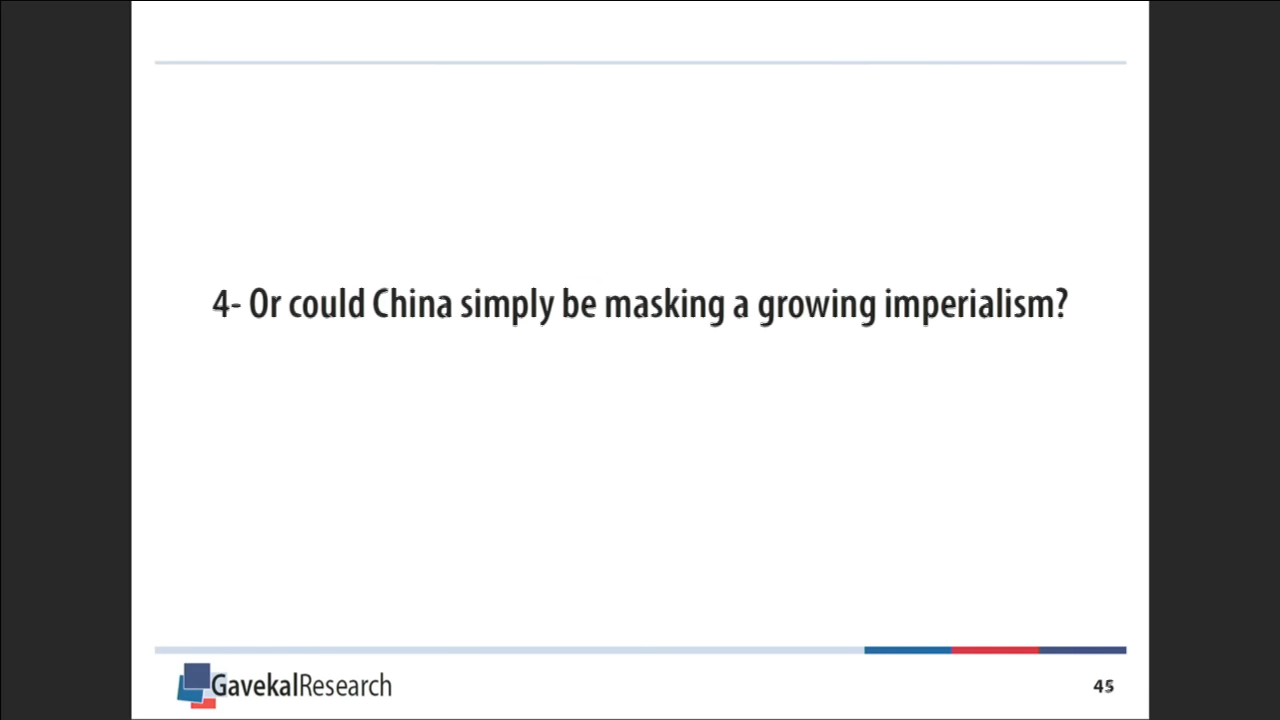 4- Or could China simply be masking a growing imperialism?
GavekalResearch
45